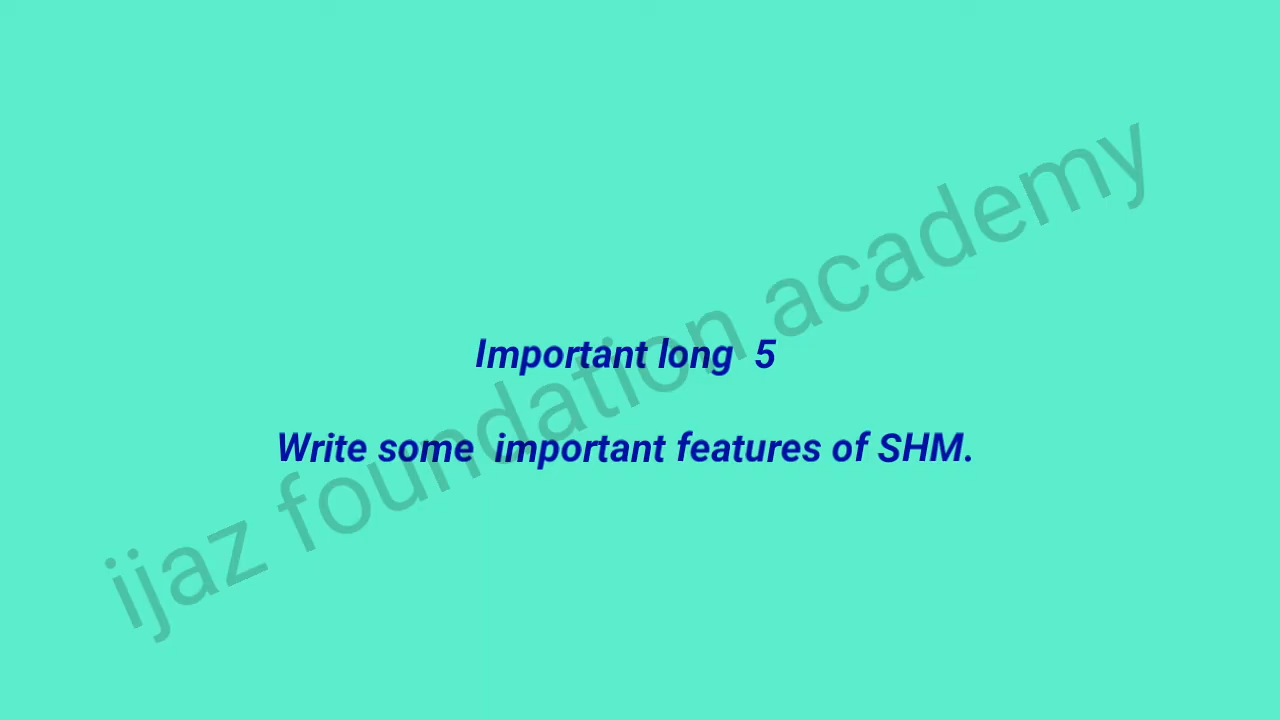 Important long 5
Write some important features of SHM.
ijaz foundation academy